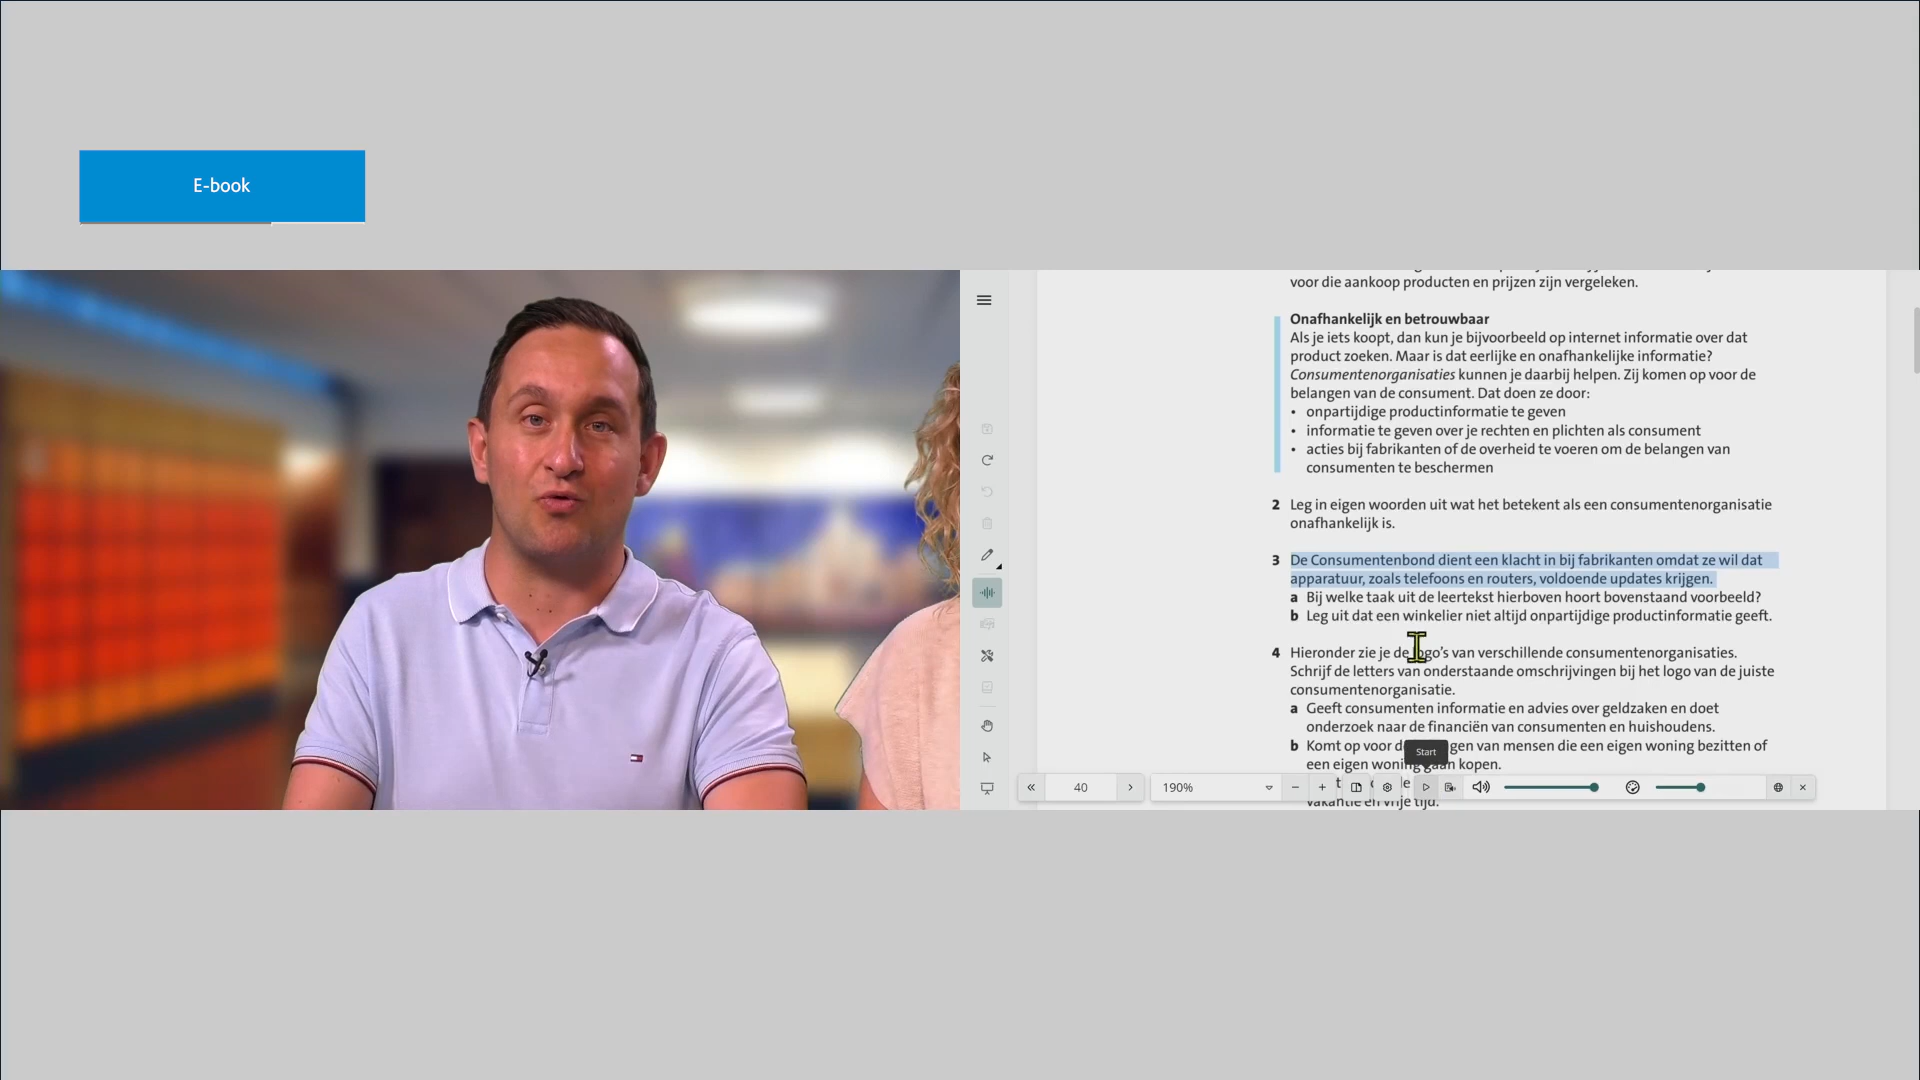 E-book
voor die aankoop producten en prijzen zijn vergeleken.
Onafhankelijk en betrouwbaar
Als je iets koopt, dan kun je bijvoorbeeld op internet informatie over dat
product zoeken. Maar is dat eerlijke en onafhankelijke informatie?
Consumentenorganisaties kunnen je daarbij helpen. Zij komen op voor de
belangen van de consument. Dat doen ze door:
• onpartijdige productinformatie te geven
• informatie te geven over je rechten en plichten als consument
• acties bij fabrikanten of de overheid te voeren om de belangen van
consumenten te beschermen
2 Leg in eigen woorden uit wat het betekent als een consumentenorganisatie
onafhankelijk is.
3 De Consumentenbond dient een klacht in bij fabrikanten omdat ze wil dat
apparatuur, zoals telefoons en routers, voldoende updates krijgen.
a Bij welke taak uit de leertekst hierboven hoort bovenstaand voorbeeld?
b Leg uit dat een winkelier niet altijd onpartijdige productinformatie geeft.
4 Hieronder zie je de logo's van verschillende consumentenorganisaties.
Schrijf de letters van onderstaande omschrijvingen bij het logo van de juiste
consumentenorganisatie.
a Geeft consumenten informatie en advies over geldzaken en doet
onderzoek naar de financiën van consumenten en huishoudens.
b Komt op voor gen van mensen die een eigen woning bezitten of
een eigen woning gaan kopen.
Start
vakantie en vrije tijd.
40
190%